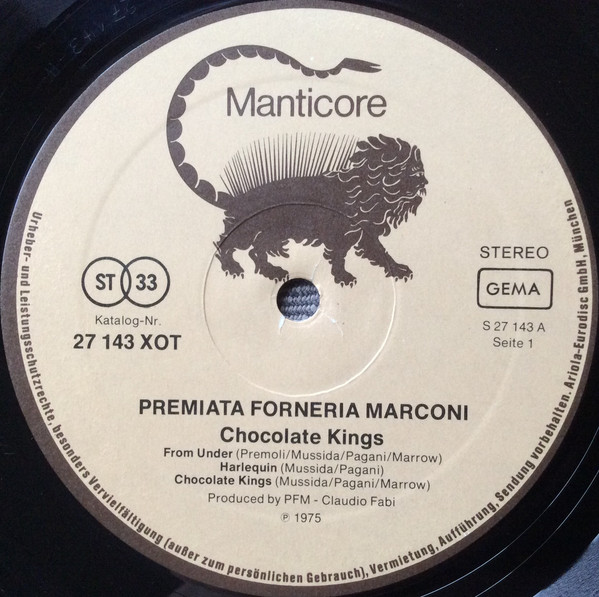 Manticore
ST 33
Katalog-Nr.
27 143 XOT
STEREO
GEMA
S 27 143 A
Seite 1
PREMIATA FORNERIA MARCONI
Chocolate Kings
From Under (Premoli/Mussida/Pagani/Marrow)
Harlequin (Mussida/Pagani)
Chocolate Kings (Mussida/Pagani/Marrow)
Produced by PFM - Claudio Fabi
℗ 1975
Urheber- und Leistungsschutzrechte, besonders Vervielfältigung (außer zum persönlichen Gebrauch), Vermietung, Aufführung, Sendung vorbehalten. Ariola-Eurodisc GmbH, München